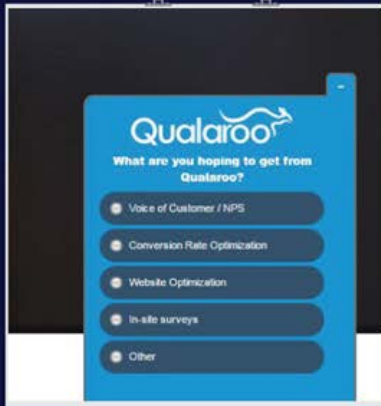 Qualaroo
What are you hoping to get from
Qualaroo?
Voice of Customer / NPS
Conversion Rate Optimization
Website Optimization
In-site surveys
Other